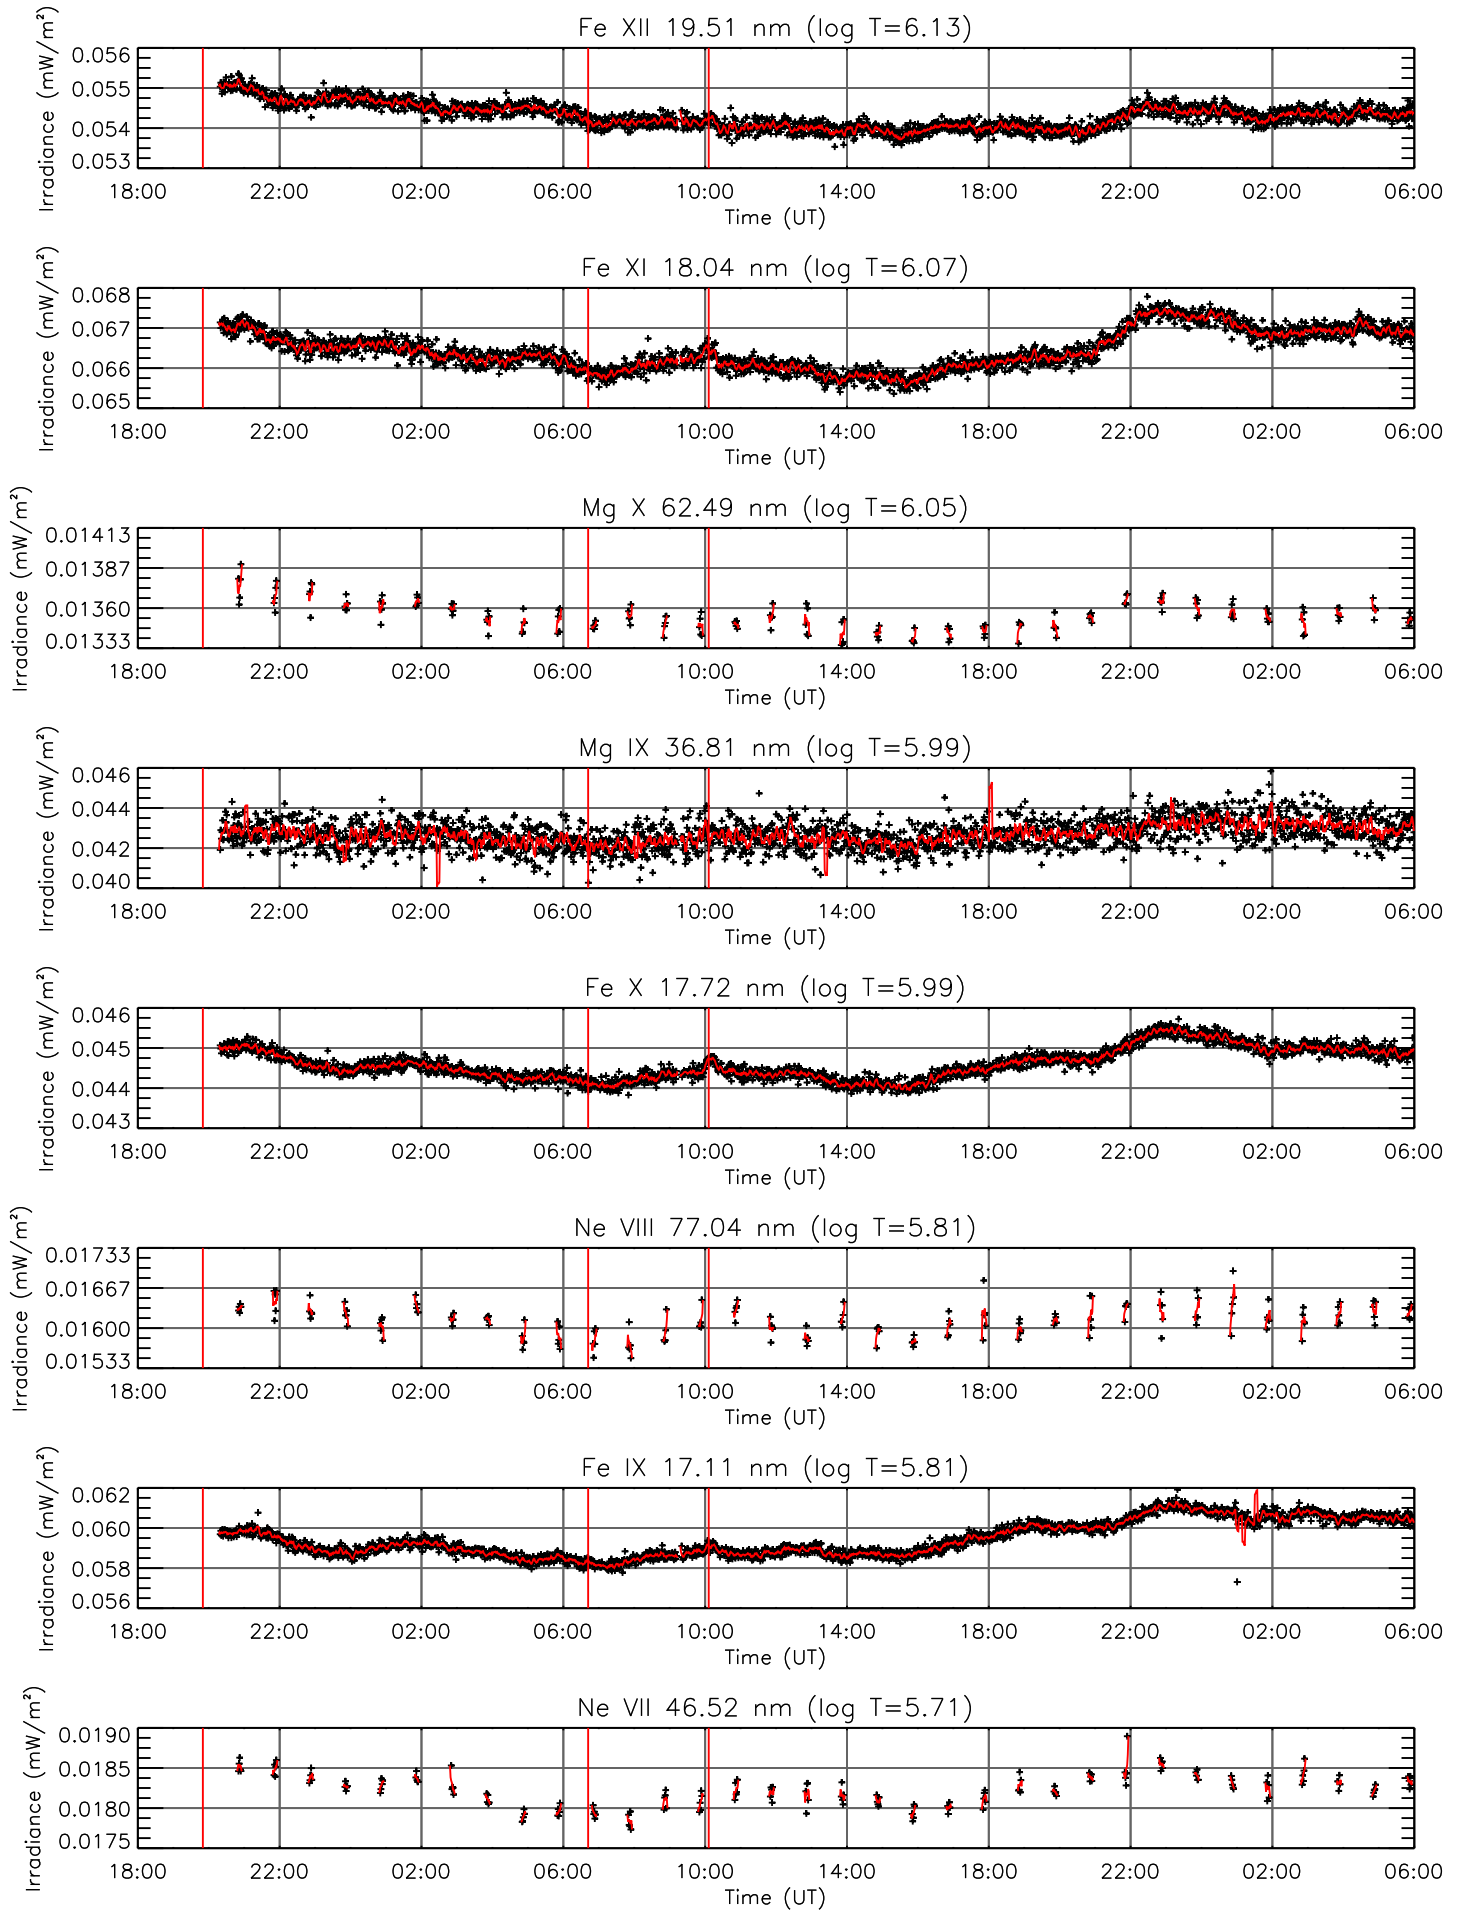 Fe XII 19.51 nm (log T=6.13)
Irradiance (mW/m²)
0.056
0.055
0.054
0.053
18:00 22:00 02:00 06:00 10:00 14:00 18:00 22:00 02:00 06:00
Time (UT)
Fe XI 18.04 nm (log T=6.07)
Irradiance (mW/m²)
0.068
0.067
0.066
0.065
18:00 22:00 02:00 06:00 10:00 14:00 18:00 22:00 02:00 06:00
Time (UT)
Mg X 62.49 nm (log T=6.05)
Irradiance (mW/m²)
0.01413
0.01387
0.01360
0.01333
18:00 22:00 02:00 06:00 10:00 14:00 18:00 22:00 02:00 06:00
Time (UT)
Mg IX 36.81 nm (log T=5.99)
Irradiance (mW/m²)
0.046
0.044
0.042
0.040
18:00 22:00 02:00 06:00 10:00 14:00 18:00 22:00 02:00 06:00
Time (UT)
Fe X 17.72 nm (log T=5.99)
Irradiance (mW/m²)
0.046
0.045
0.044
0.043
18:00 22:00 02:00 06:00 10:00 14:00 18:00 22:00 02:00 06:00
Time (UT)
Ne VIII 77.04 nm (log T=5.81)
Irradiance (mW/m²)
0.01733
0.01667
0.01600
0.01533
18:00 22:00 02:00 06:00 10:00 14:00 18:00 22:00 02:00 06:00
Time (UT)
Fe IX 17.11 nm (log T=5.81)
Irradiance (mW/m²)
0.062
0.060
0.058
0.056
18:00 22:00 02:00 06:00 10:00 14:00 18:00 22:00 02:00 06:00
Time (UT)
Ne VII 46.52 nm (log T=5.71)
Irradiance (mW/m²)
0.0190
0.0185
0.0180
0.0175
18:00 22:00 02:00 06:00 10:00 14:00 18:00 22:00 02:00 06:00
Time (UT)